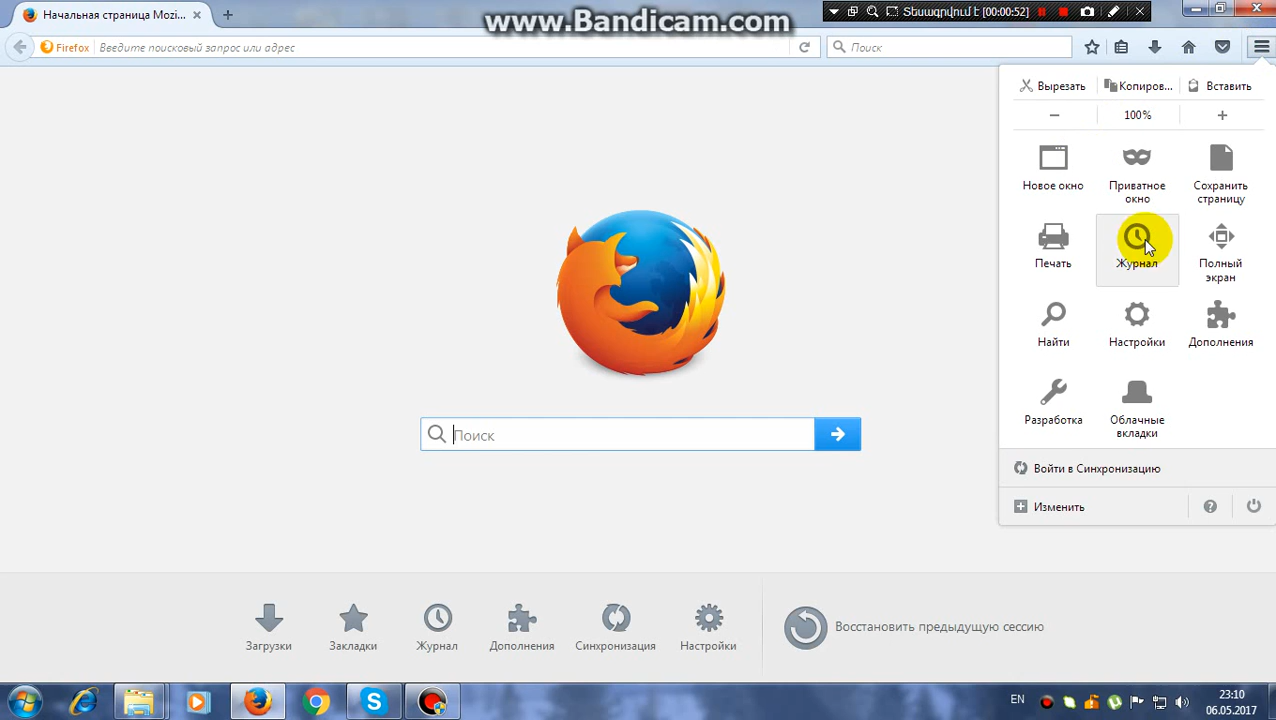 www.Bandicam.com
Տեսագրվում է [00:00:52]
Начальная страница Mozi...
Firefox
Введите поисковый запрос или адрес
Поиск
Вырезать
Копиров...
Вставить
100%
Новое окно
Приватное
окно
Сохранить
страницу
Печать
Журнал
Полный
экран
Найти
Настройки
Дополнения
Разработка
Облачные
вкладки
Войти в Синхронизацию
Изменить
Поиск
Загрузки
Закладки
Журнал
Дополнения
Синхронизация
Настройки
Восстановить предыдущую сессию
EN
23:10
06.05.2017